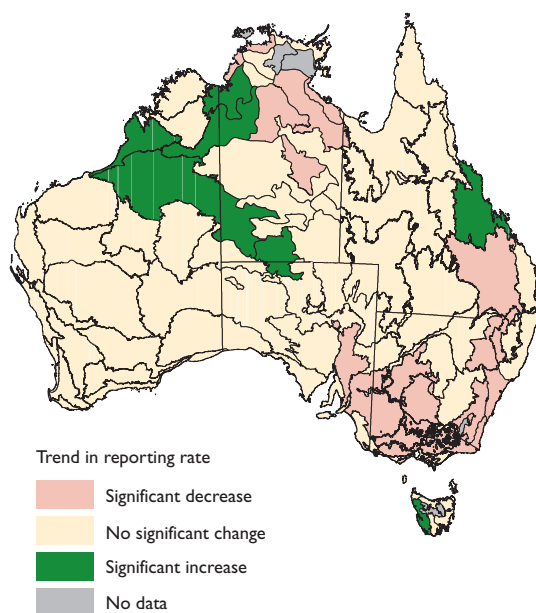 Trend in reporting rate
Significant decrease
No significant change
Significant increase
No data